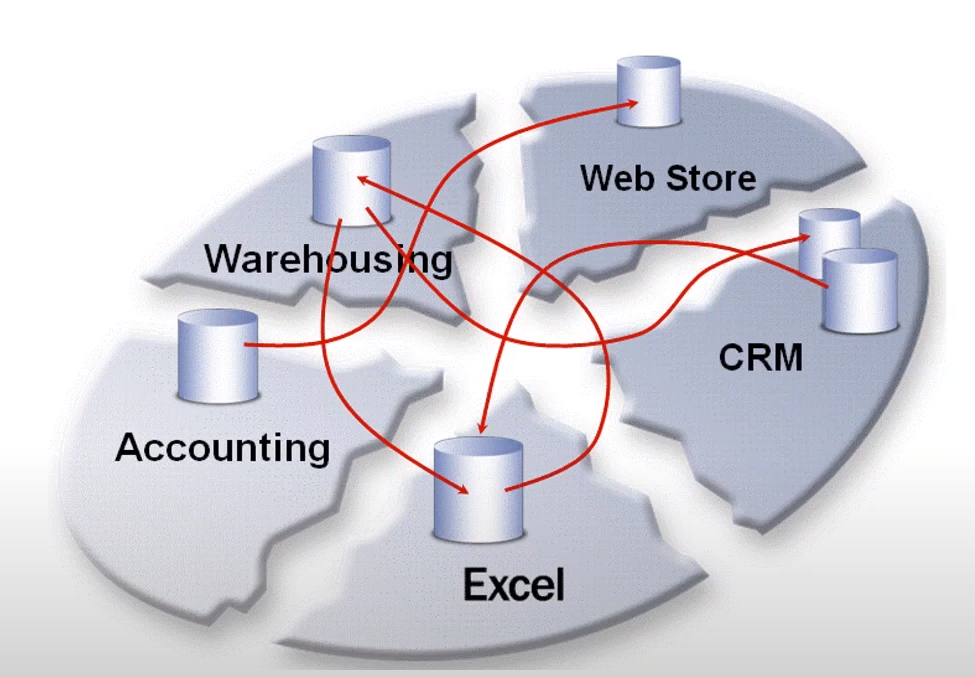 Web Store
Warehousing
CRM
Accounting
Excel